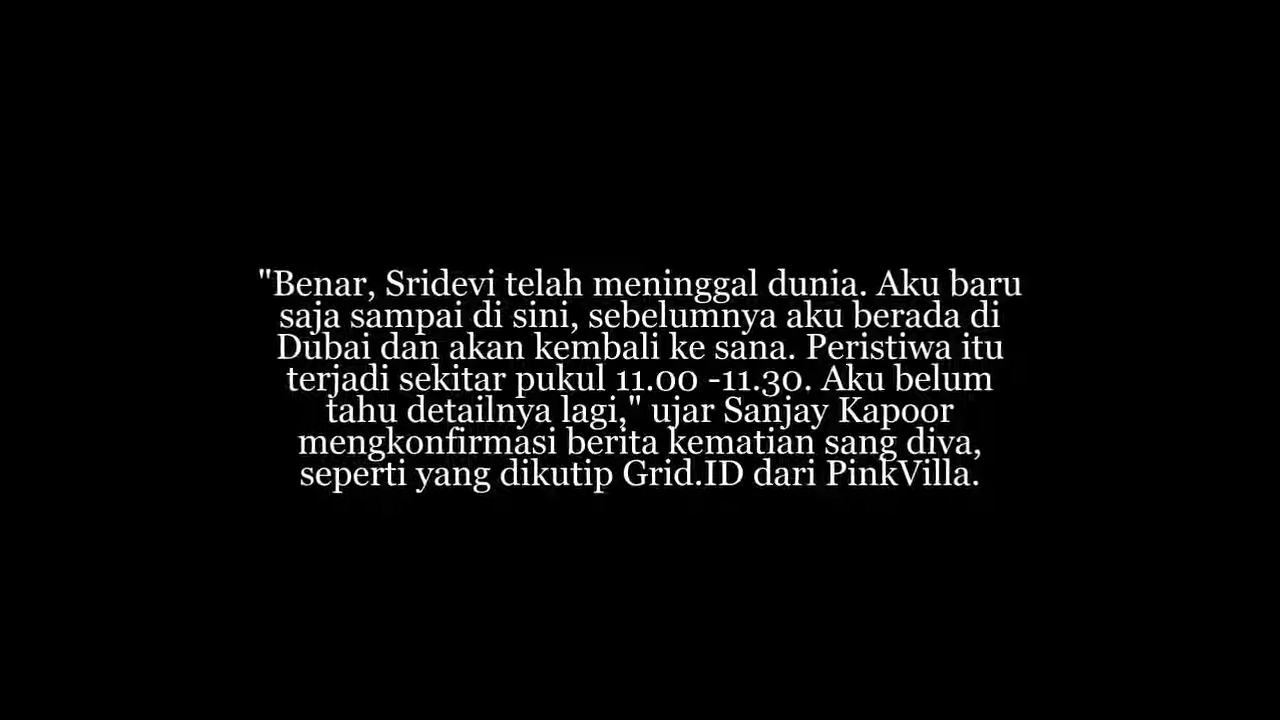 "Benar, Sridevi telah meninggal dunia. Aku baru
saja sampai di sini, sebelumnya aku berada di
Dubai dan akan kembali ke sana. Peristiwa itu
terjadi sekitar pukul 11.00 -11.30. Aku belum
tahu detailnya lagi," ujar Sanjay Kapoor
mengkonfirmasi berita kematian sang diva,
seperti yang dikutip Grid.ID dari PinkVilla.